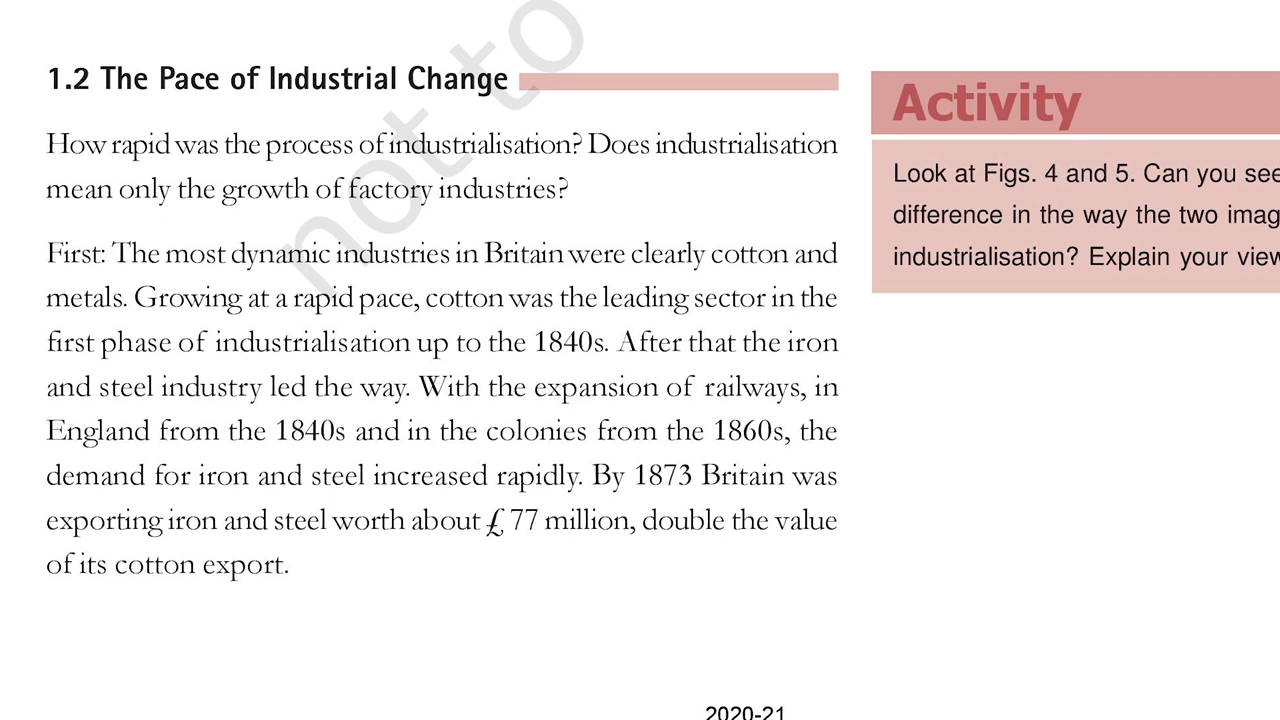 1.2 The Pace of Industrial Change
How rapid was the process of industrialisation? Does industrialisation
mean only the growth of factory industries?
First: The most dynamic industries in Britain were clearly cotton and
metals. Growing at a rapid pace, cotton was the leading sector in the
first phase of industrialisation up to the 1840s. After that the iron
and steel industry led the way. With the expansion of railways, in
England from the 1840s and in the colonies from the 1860s, the
demand for iron and steel increased rapidly. By 1873 Britain was
exporting iron and steel worth about £ 77 million, double the value
of its cotton export.
Activity
Look at Figs. 4 and 5. Can you see
difference in the way the two imag
industrialisation? Explain your view
not to
2020-21